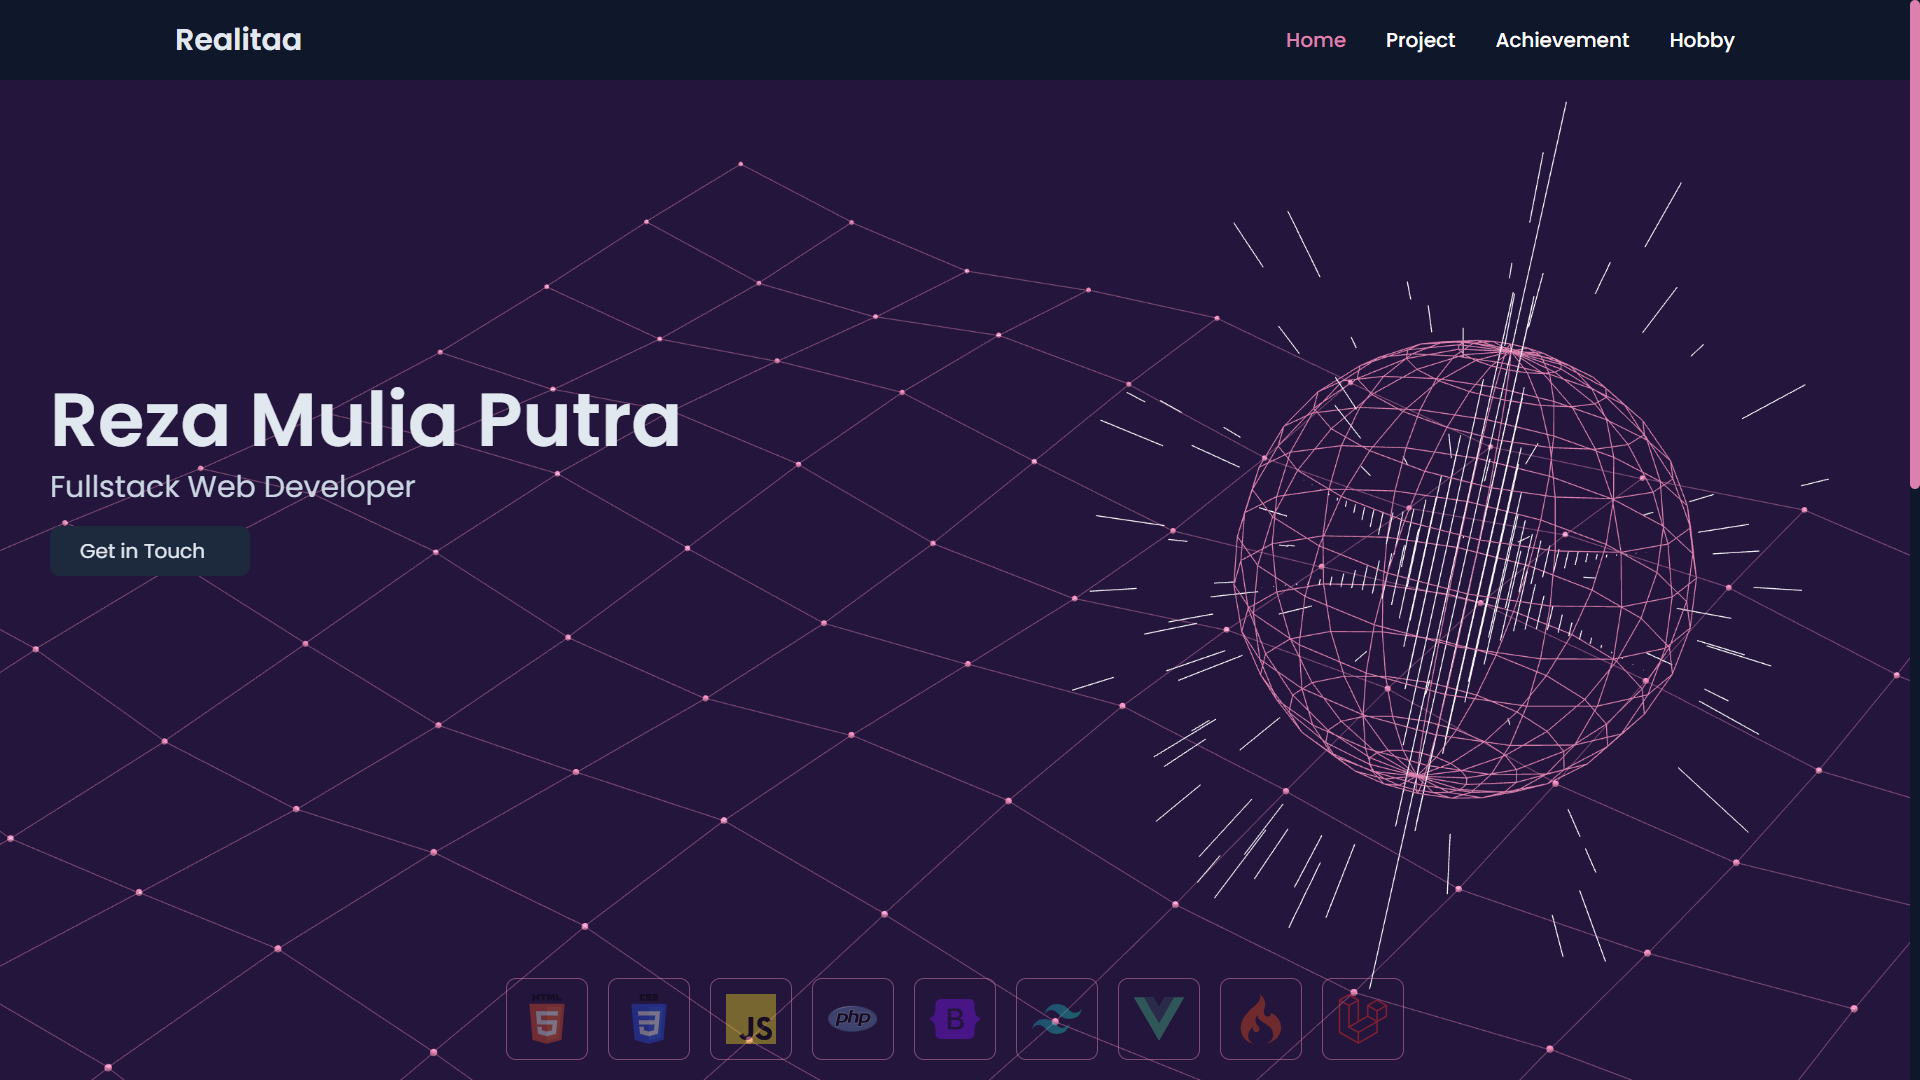 Realitaa
Home Project Achievement Hobby
Reza Mulia Putra
Fullstack Web Developer
Get in Touch
HTML
5
CSS
3
JS
php
B